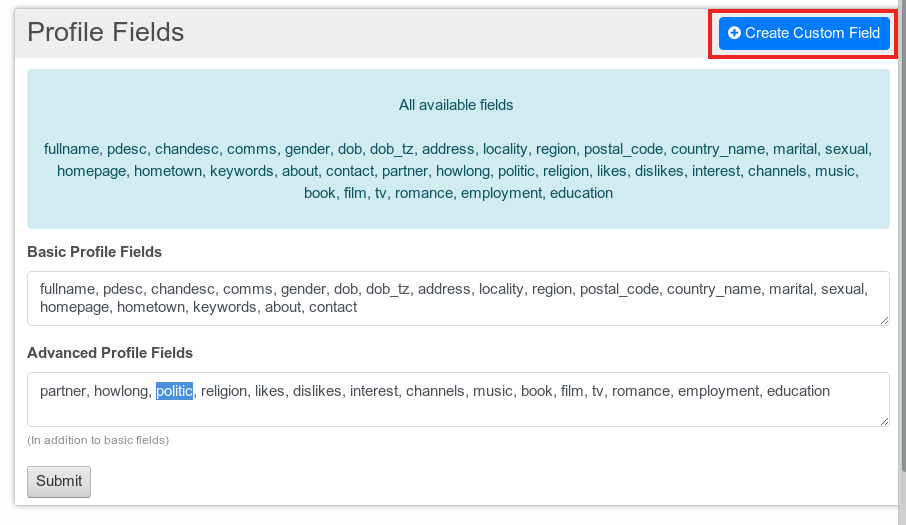 Profile Fields
Create Custom Field
All available fields
fullname, pdesc, chandesc, comms, gender, dob, dob_tz, address, locality, region, postal_code, country_name, marital, sexual,
homepage, hometown, keywords, about, contact, partner, howlong, politic, religion, likes, dislikes, interest, channels, music,
book, film, tv, romance, employment, education
Basic Profile Fields
fullname, pdesc, chandesc, comms, gender, dob, dob_tz, address, locality, region, postal_code, country_name, marital, sexual,
homepage, hometown, keywords, about, contact
Advanced Profile Fields
partner, howlong, politic, religion, likes, dislikes, interest, channels, music, book, film, tv, romance, employment, education
(In addition to basic fields)
Submit